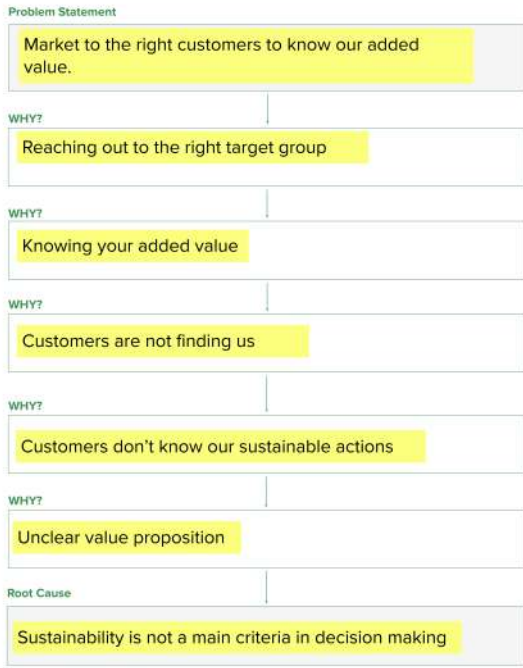 Problem Statement
Market to the right customers to know our added
value.
WHY?
Reaching out to the right target group
WHY?
Knowing your added value
WHY?
Customers are not finding us
WHY?
Customers don't know our sustainable actions
WHY?
Unclear value proposition
Root Cause
Sustainability is not a main criteria in decision making